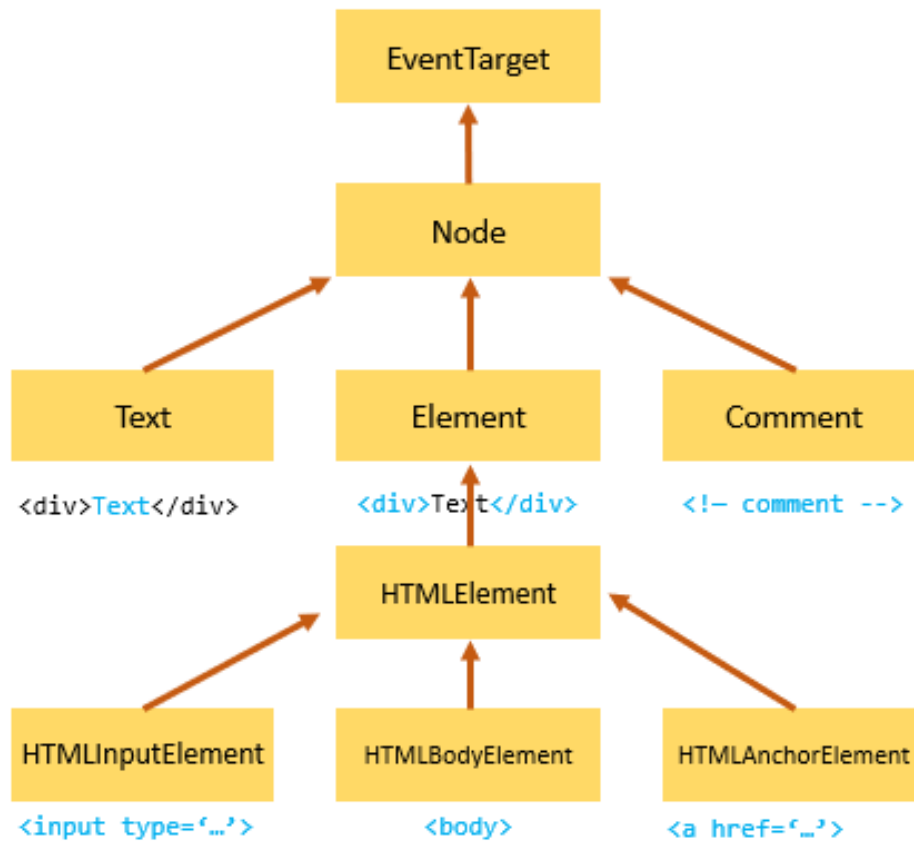 EventTarget
Node
Text
Element
Comment
<div>Text</div>
<div>Text</div>
<!— comment -->
HTMLElement
HTMLInputElement
HTMLBodyElement
HTMLAnchorElement
<input type=‘…’>
<body>
<a href=‘…’>